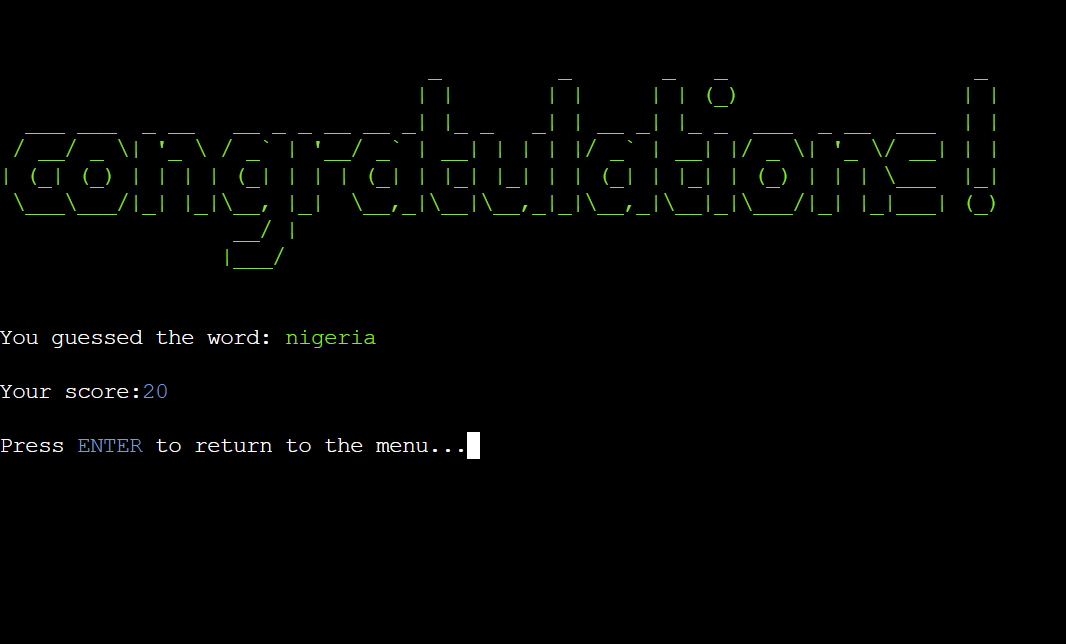 congratulations!
You guessed the word: nigeria
Your score:20
Press ENTER to return to the menu...